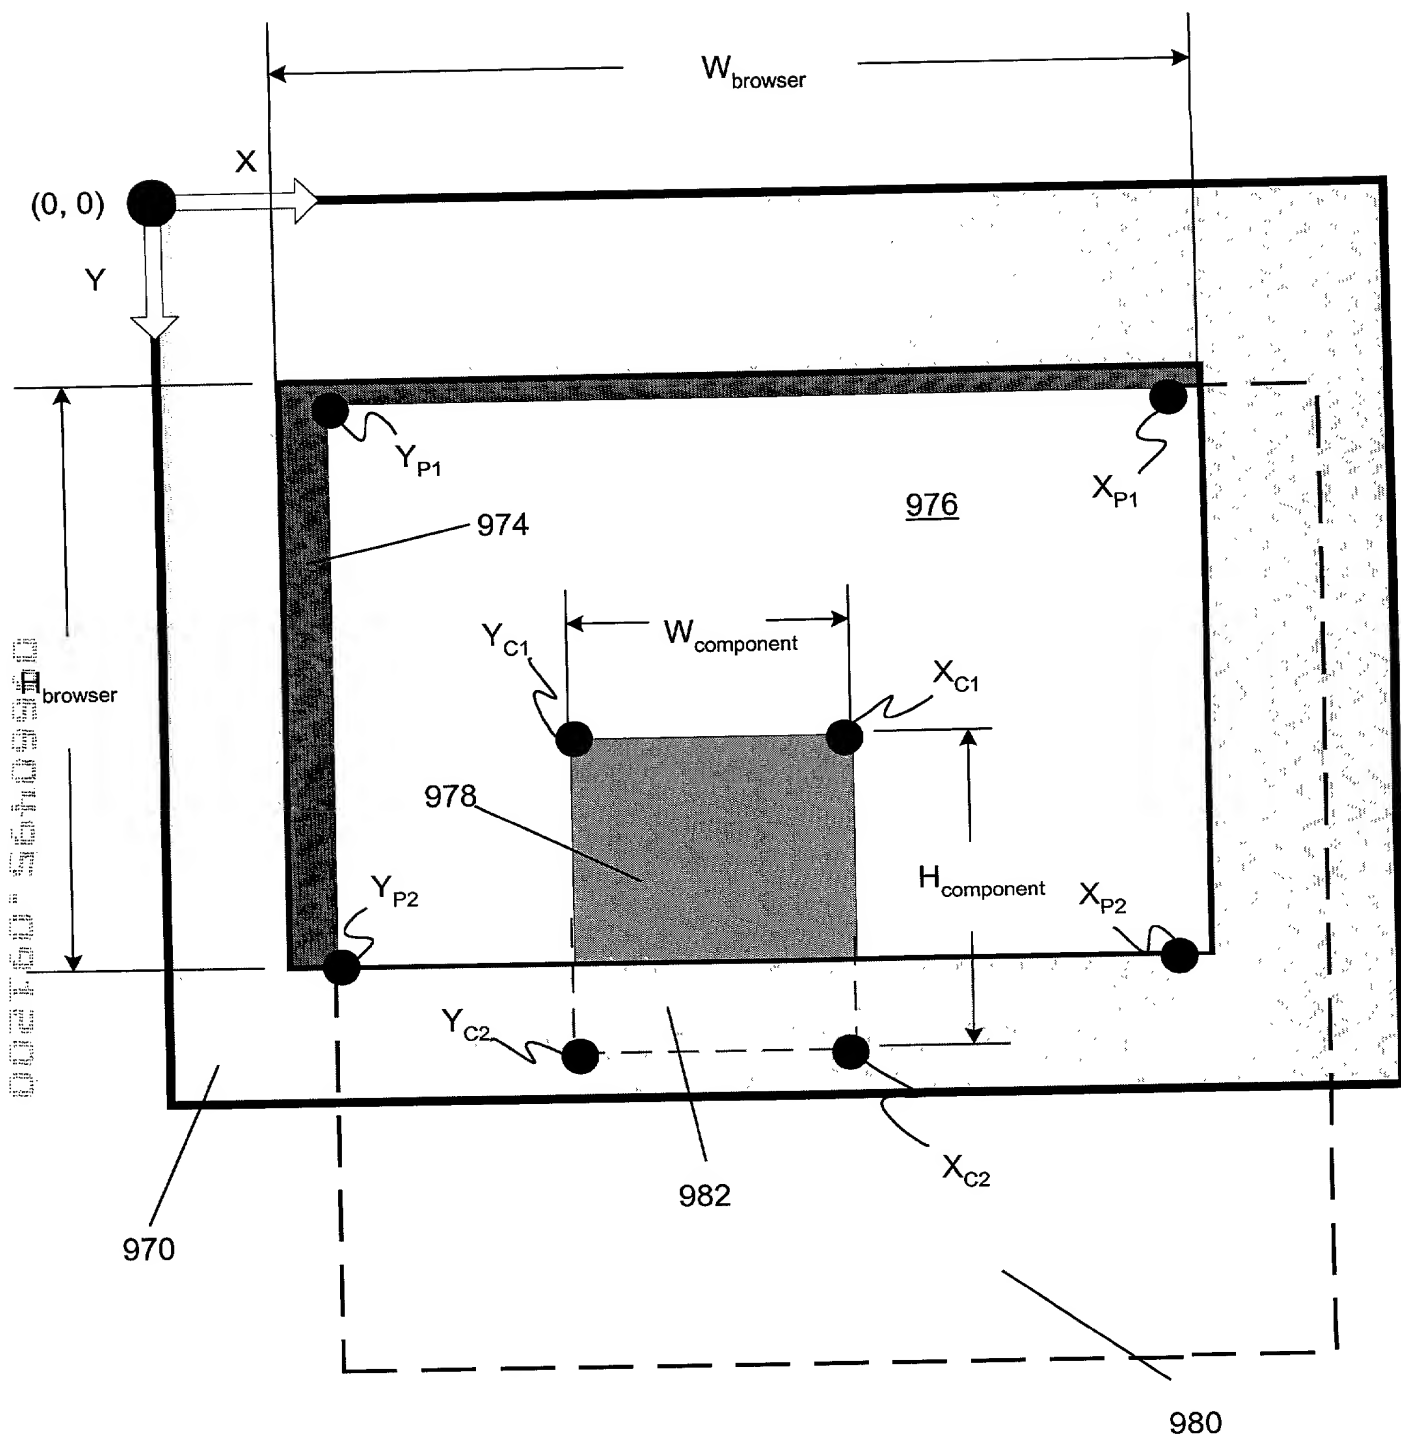 W browser
X
(0, 0)
Y
Y P1
X P1
976
974
W component
Y C1
X C1
H browser
978
H component
Y P2
X P2
Y C2
X C2
982
970
980